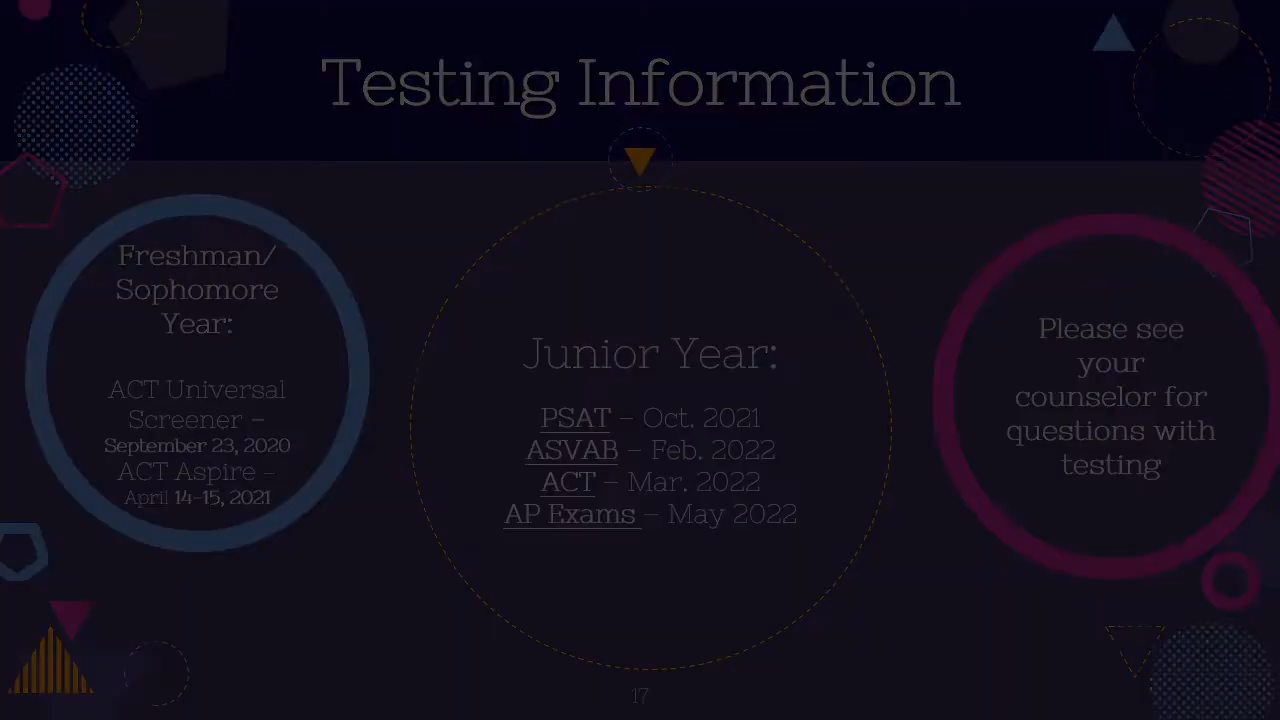 Testing Information
Freshman/
Sophomore
Year:
ACT Universal
Screener –
September 23, 2020
ACT Aspire –
April 14-15, 2021
Junior Year:
PSAT – Oct. 2021
ASVAB – Feb. 2022
ACT – Mar. 2022
AP Exams – May 2022
Please see
your
counselor for
questions with
testing
17